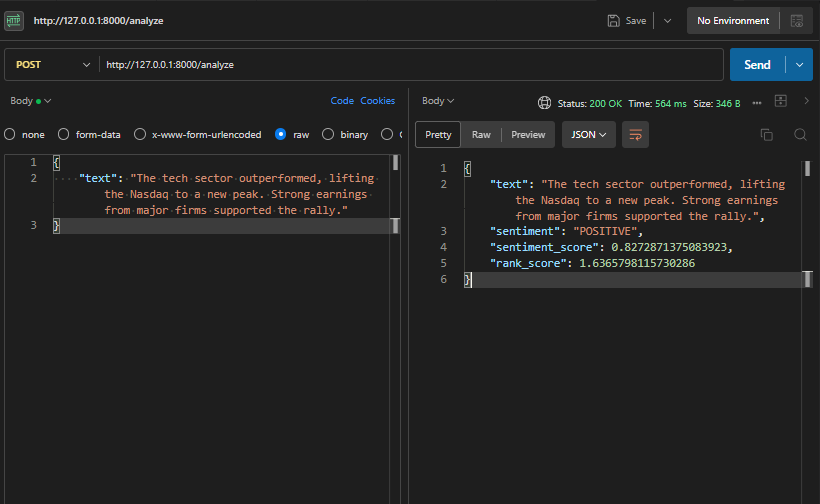 HTTP
http://127.0.0.1:8000/analyze
Save
No Environment
POST
http://127.0.0.1:8000/analyze
Send
Body
Code Cookies
none form-data x-www-form-urlencoded raw binary
1 {
2 "text": "The tech sector outperformed, lifting
the Nasdaq to a new peak. Strong earnings
from major firms supported the rally."
3 }
Body
Status: 200 OK Time: 564 ms Size: 346 B
Pretty Raw Preview JSON
1 {
2 "text": "The tech sector outperformed, lifting
the Nasdaq to a new peak. Strong earnings
from major firms supported the rally.",
3 "sentiment": "POSITIVE",
4 "sentiment_score": 0.8272871375083923,
5 "rank_score": 1.6365798115730286
6 }